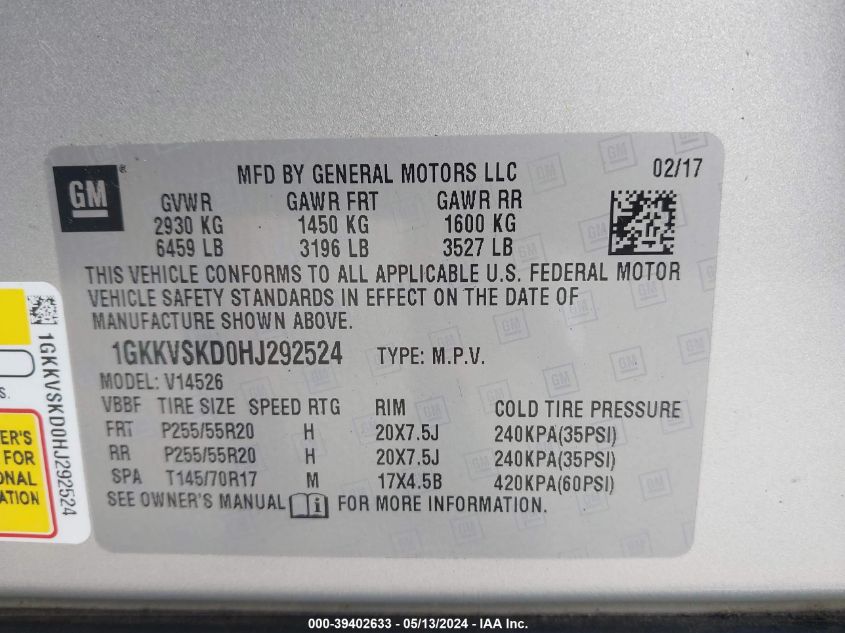 GM
MFD BY GENERAL MOTORS LLC 02/17
GVWR GAWR FRT GAWR RR
2930 KG 1450 KG 1600 KG
6459 LB 3196 LB 3527 LB
THIS VEHICLE CONFORMS TO ALL APPLICABLE U.S. FEDERAL MOTOR
VEHICLE SAFETY STANDARDS IN EFFECT ON THE DATE OF
MANUFACTURE SHOWN ABOVE.
1GKKVSKD0HJ292524 TYPE: M.P.V.
MODEL: V14526
VBBF TIRE SIZE SPEED RTG RIM COLD TIRE PRESSURE
FRT P255/55R20 H 20X7.5J 240KPA(35PSI)
RR P255/55R20 H 20X7.5J 240KPA(35PSI)
SPA T145/70R17 M 17X4.5B 420KPA(60PSI)
SEE OWNER'S MANUAL i FOR MORE INFORMATION.
1GKKVSKD0HJ292524
S.
ER'S
FOR
ONAL
ATION
000-39402633 - 05/13/2024 - IAA Inc.